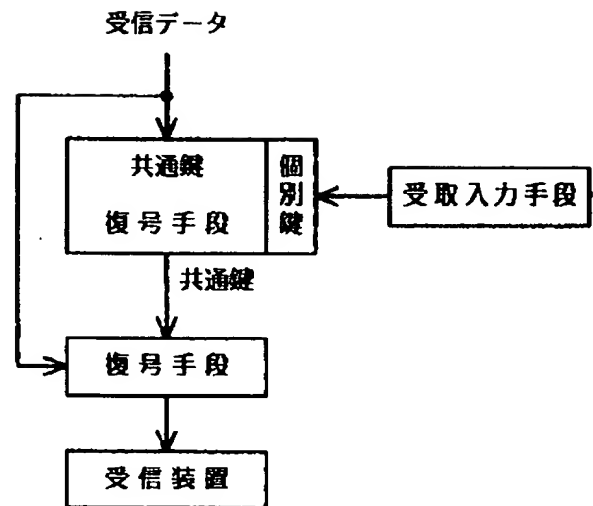 受信データ
共通鍵
復号手段
個別鍵
受取入力手段
共通鍵
復号手段
受信装置